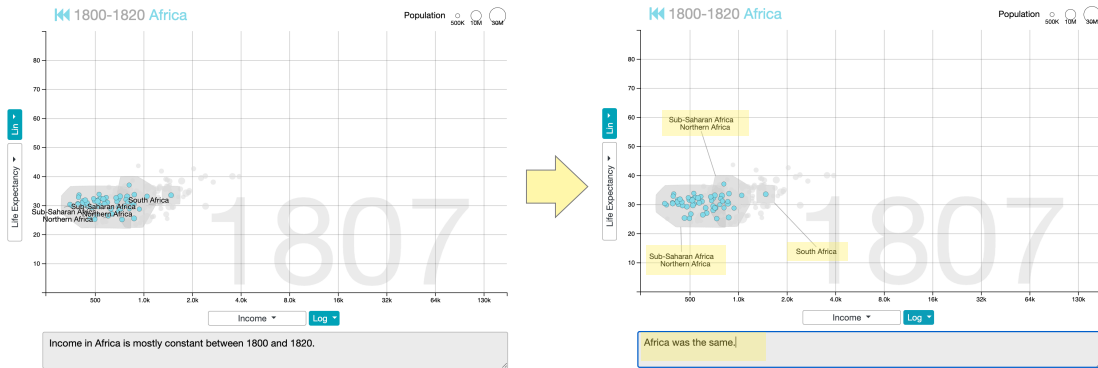 1800-1820 Africa
Population
500K 10M 30M
80
70
60
50
40
30
20
10
Lin
Life Expectancy
South Africa
Sub-Saharan Africa
Northern Africa
Sub-Saharan Africa
Northern Africa
1807
500 1.0k 2.0k 4.0k 8.0k 16k 32k 64k 130k
Income
Log
Income in Africa is mostly constant between 1800 and 1820.
1800-1820 Africa
Population
500K 10M 30M
80
70
60
50
40
30
20
10
Lin
Life Expectancy
Sub-Saharan Africa
Northern Africa
South Africa
Sub-Saharan Africa
Northern Africa
1807
500 1.0k 2.0k 4.0k 8.0k 16k 32k 64k 130k
Income
Log
Africa was the same.